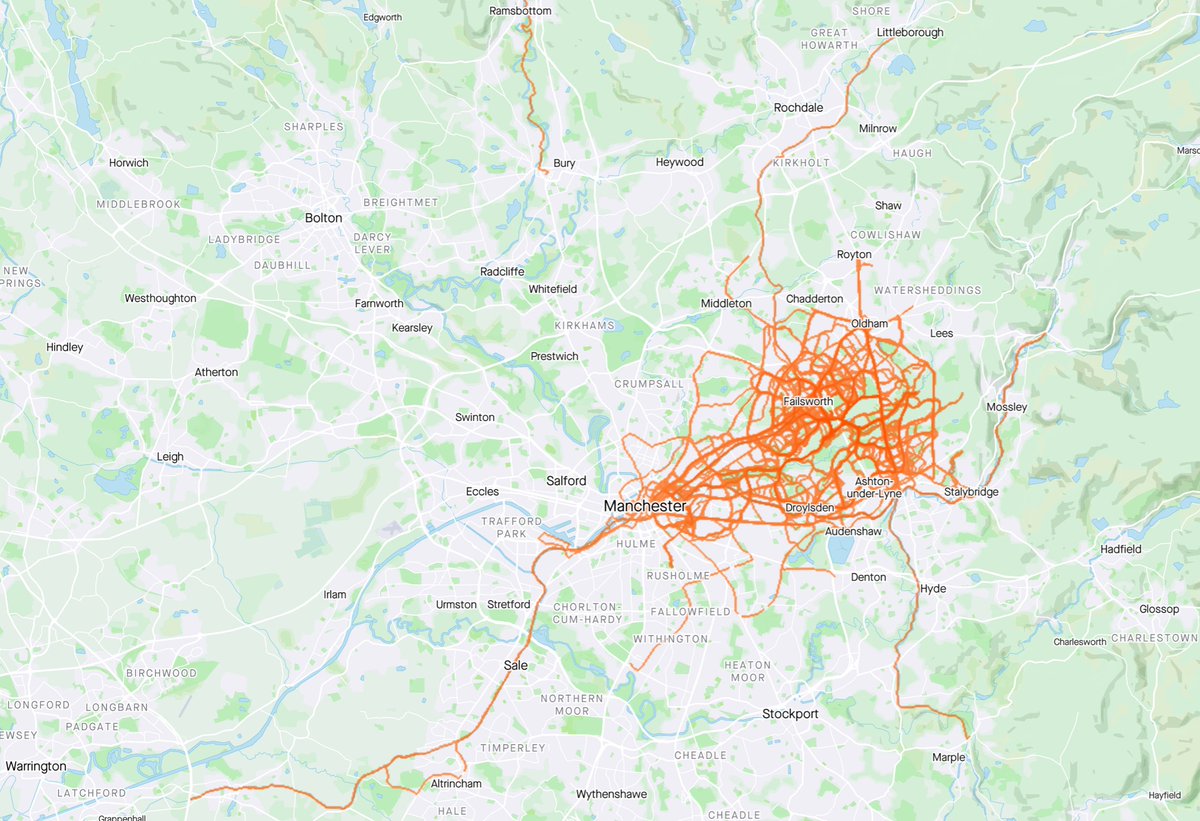 Ramsbottom
Edgworth
SHORE
Littleborough
GREAT
HOWARTH
Rochdale
Milnrow
SHARPLES
Horwich
Bury
Heywood
KIRKHOLT
HAUGH
MIDDLEBROOK
BREIGHTMET
Bolton
Shaw
LADYBRIDGE
DARCY
LEVER
COWLISHAW
DAUBHILL
Royton
NEW
SPRINGS
Radcliffe
Whitefield
WATERSHEDDINGS
Westhoughton
Farnworth
Middleton
Chadderton
Kearsley
KIRKHAMS
Oldham
Lees
Hindley
Prestwich
Atherton
CRUMPSALL
Failsworth
Mossley
Swinton
Leigh
Salford
Eccles
Ashton-
under-Lyne
Stalybridge
Manchester
Droylsden
TRAFFORD
PARK
Audenshaw
HULME
Hadfield
RUSHOLME
Denton
Hyde
Irlam
Urmston
Stretford
CHORLTON-
CUM-HARDY
FALLOWFIELD
Glossop
WITHINGTON
Charlesworth
CHARLESTOWN
Sale
BIRCHWOOD
HEATON
MOOR
LONGFORD
LONGBARN
NORTHERN
MOOR
Stockport
PADGATE
TIMPERLEY
CHEADLE
Marple
Warrington
Altrincham
Wythenshawe
LATCHFORD
Hayfield
HALE
CHEADLE